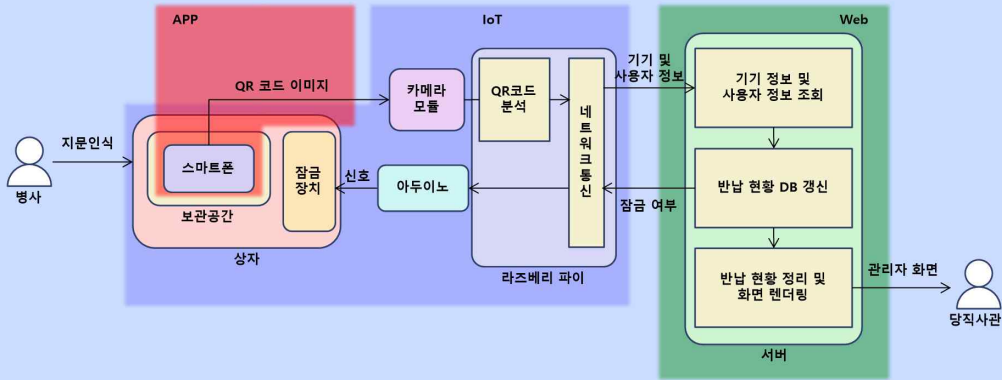 APP
IoT
Web
QR 코드 이미지
카메라
모듈
QR코드
분석
네트워크통신
기기 및
사용자 정보
기기 정보 및
사용자 정보 조회
지문인식
병사
스마트폰
보관공간
잠금
장치
상자
신호
아두이노
라즈베리 파이
잠금 여부
반납 현황 DB 갱신
반납 현황 정리 및
화면 렌더링
서버
관리자 화면
당직사관